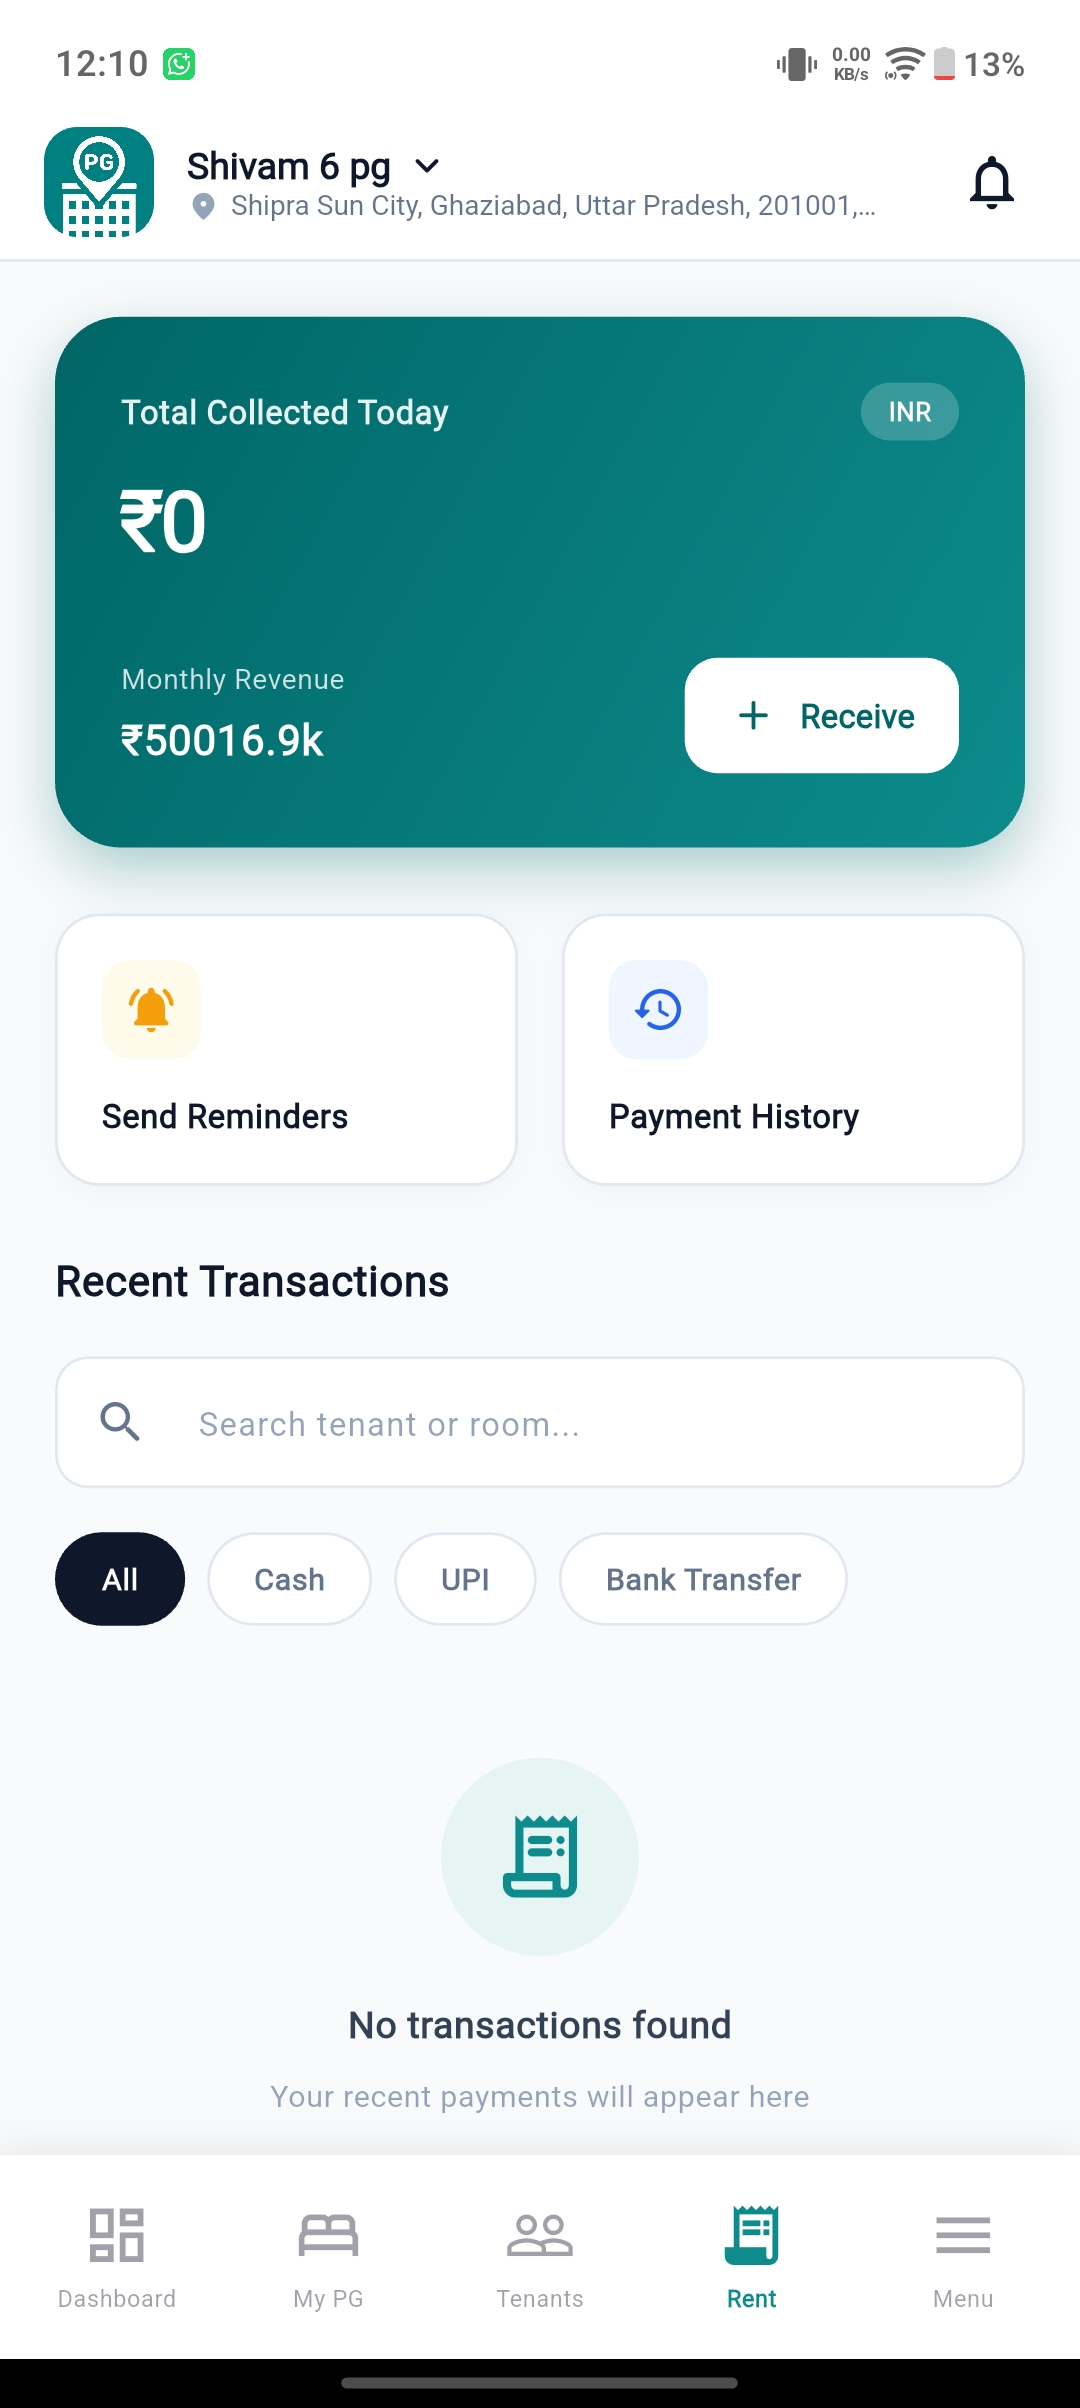 12:10
0.00
KB/s
13%
PG
Shivam 6 pg
Shipra Sun City, Ghaziabad, Uttar Pradesh, 201001,...
Total Collected Today
INR
₹0
Monthly Revenue
₹50016.9k
Receive
Send Reminders
Payment History
Recent Transactions
Search tenant or room...
All
Cash
UPI
Bank Transfer
No transactions found
Your recent payments will appear here
Dashboard
My PG
Tenants
Rent
Menu